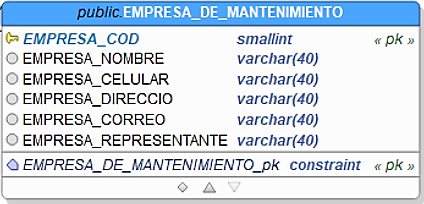 public.EMPRESA_DE_MANTENIMIENTO
EMPRESA_COD smallint « pk »
EMPRESA_NOMBRE varchar(40)
EMPRESA_CELULAR varchar(40)
EMPRESA_DIRECCIO varchar(40)
EMPRESA_CORREO varchar(40)
EMPRESA_REPRESENTANTE varchar(40)
EMPRESA_DE_MANTENIMIENTO_pk constraint « pk »